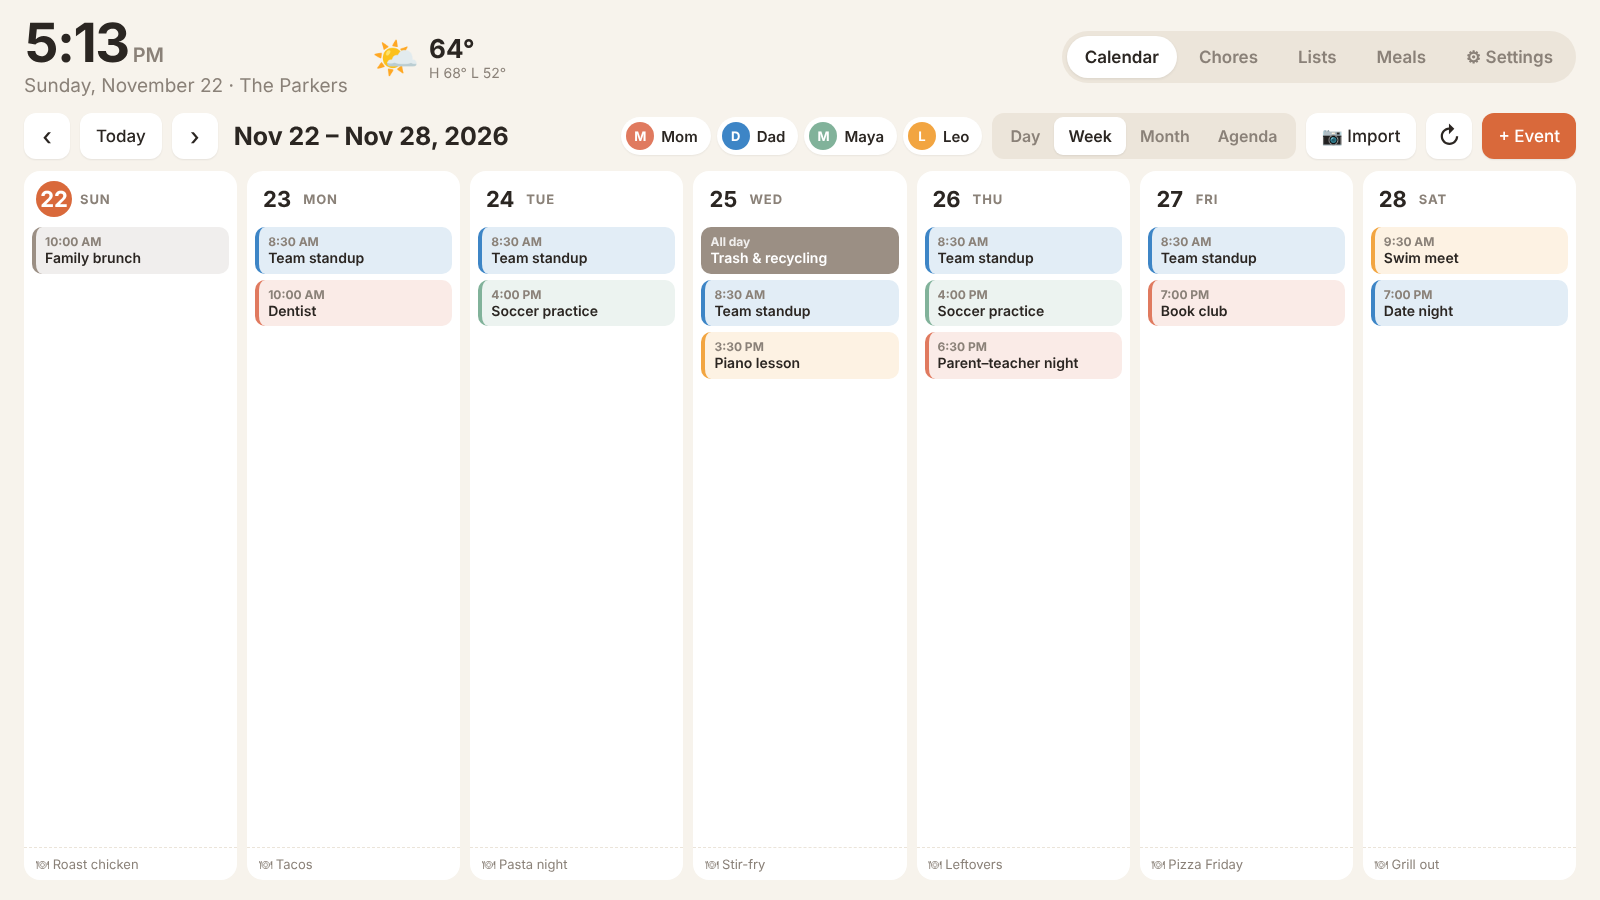 5:13 PM
Sunday, November 22 · The Parkers
64°
H 68° L 52°
Calendar
Chores
Lists
Meals
⚙ Settings
‹
Today
›
Nov 22 – Nov 28, 2026
M Mom
D Dad
M Maya
L Leo
Day
Week
Month
Agenda
📷 Import
+ Event
22 SUN
10:00 AM
Family brunch
🍽 Roast chicken
23 MON
8:30 AM
Team standup
10:00 AM
Dentist
🍽 Tacos
24 TUE
8:30 AM
Team standup
4:00 PM
Soccer practice
🍽 Pasta night
25 WED
All day
Trash & recycling
8:30 AM
Team standup
3:30 PM
Piano lesson
🍽 Stir-fry
26 THU
8:30 AM
Team standup
4:00 PM
Soccer practice
6:30 PM
Parent–teacher night
🍽 Leftovers
27 FRI
8:30 AM
Team standup
7:00 PM
Book club
🍽 Pizza Friday
28 SAT
9:30 AM
Swim meet
7:00 PM
Date night
🍽 Grill out